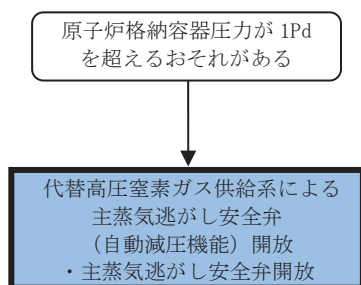 原子炉格納容器圧力が 1Pd
を超えるおそれがある
代替高圧窒素ガス供給系による
主蒸気逃がし安全弁
（自動減圧機能）開放
・主蒸気逃がし安全弁開放